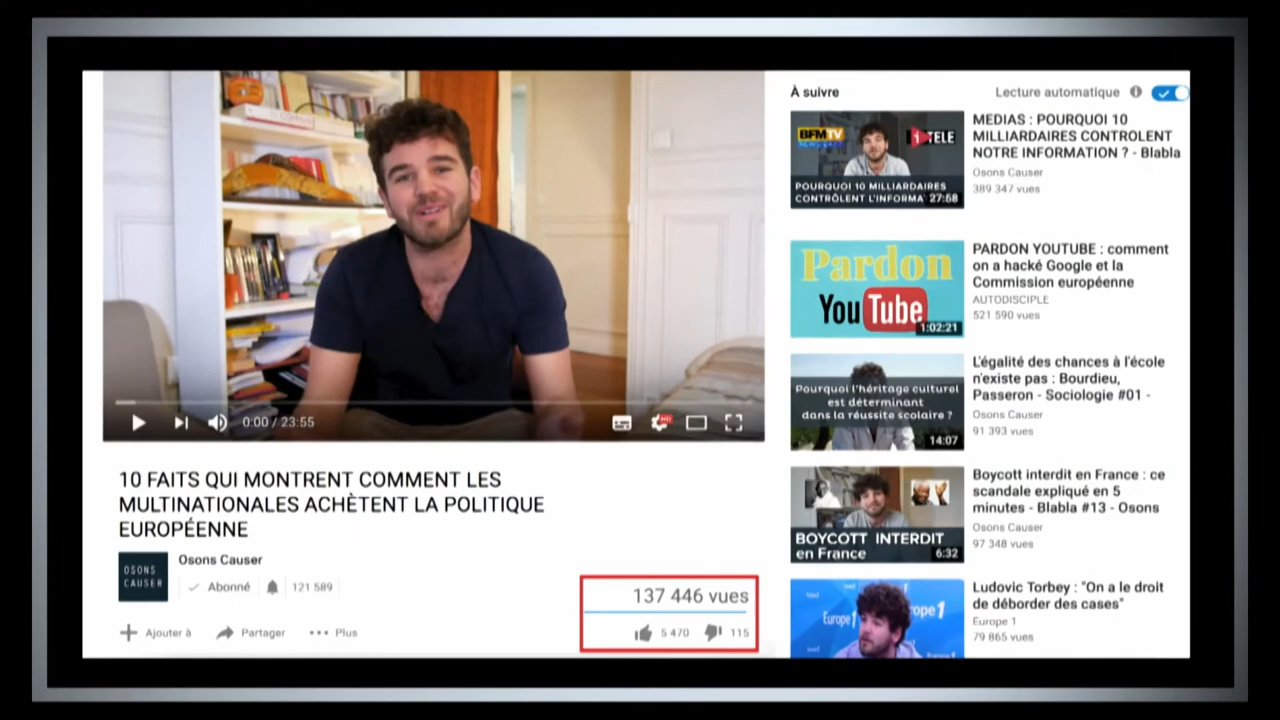 0:00 / 23:55
HD
10 FAITS QUI MONTRENT COMMENT LES
MULTINATIONALES ACHÈTENT LA POLITIQUE
EUROPÉENNE
OSONS
CAUSER
Osons Causer
Abonné
121 589
137 446 vues
Ajouter à
Partager
Plus
5 470
115
À suivre
Lecture automatique
BFM TV
TELE
POURQUOI 10 MILLIARDAIRES
CONTRÔLENT L'INFORMA
27:58
MEDIAS : POURQUOI 10
MILLIARDAIRES CONTROLENT
NOTRE INFORMATION ? - Blabla
Osons Causer
389 347 vues
Pardon
YouTube
1:02:21
PARDON YOUTUBE : comment
on a hacké Google et la
Commission européenne
AUTODISCIPLE
521 590 vues
Pourquoi l'héritage culturel
est déterminant
dans la réussite scolaire ?
14:07
L'égalité des chances à l'école
n'existe pas : Bourdieu,
Passeron - Sociologie #01 -
Osons Causer
91 393 vues
BOYCOTT INTERDIT
en France
6:32
Boycott interdit en France : ce
scandale expliqué en 5
minutes - Blabla #13 - Osons
Osons Causer
97 348 vues
Europe 1
rope 1
Ludovic Torbey : "On a le droit
de déborder des cases"
Europe 1
79 865 vues